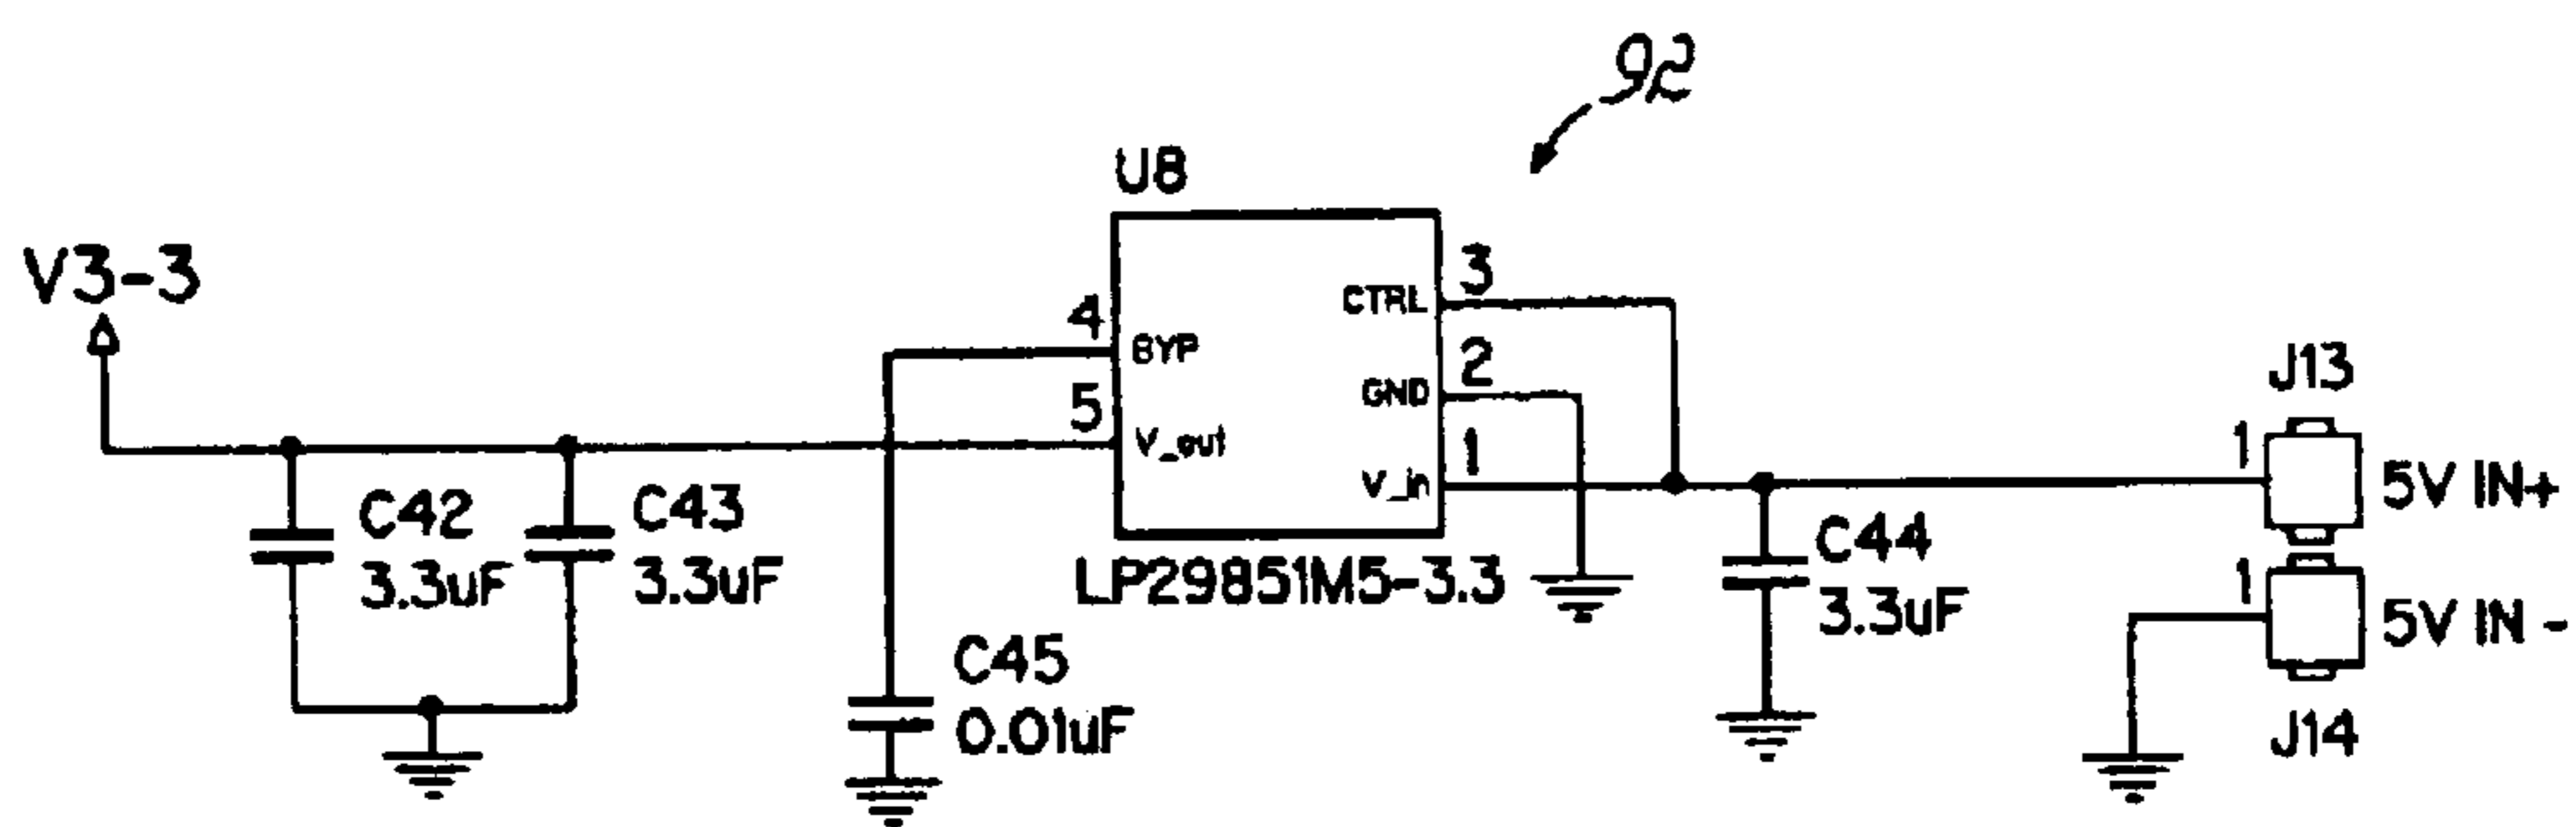 92
U8
V3-3
CTRL
3
4
BYP
GND
2
5
V_out
V_in
1
J13
1
5V IN+
C42
3.3uF
C43
3.3uF
LP29851M5-3.3
C44
3.3uF
1
5V IN -
J14
C45
0.01uF